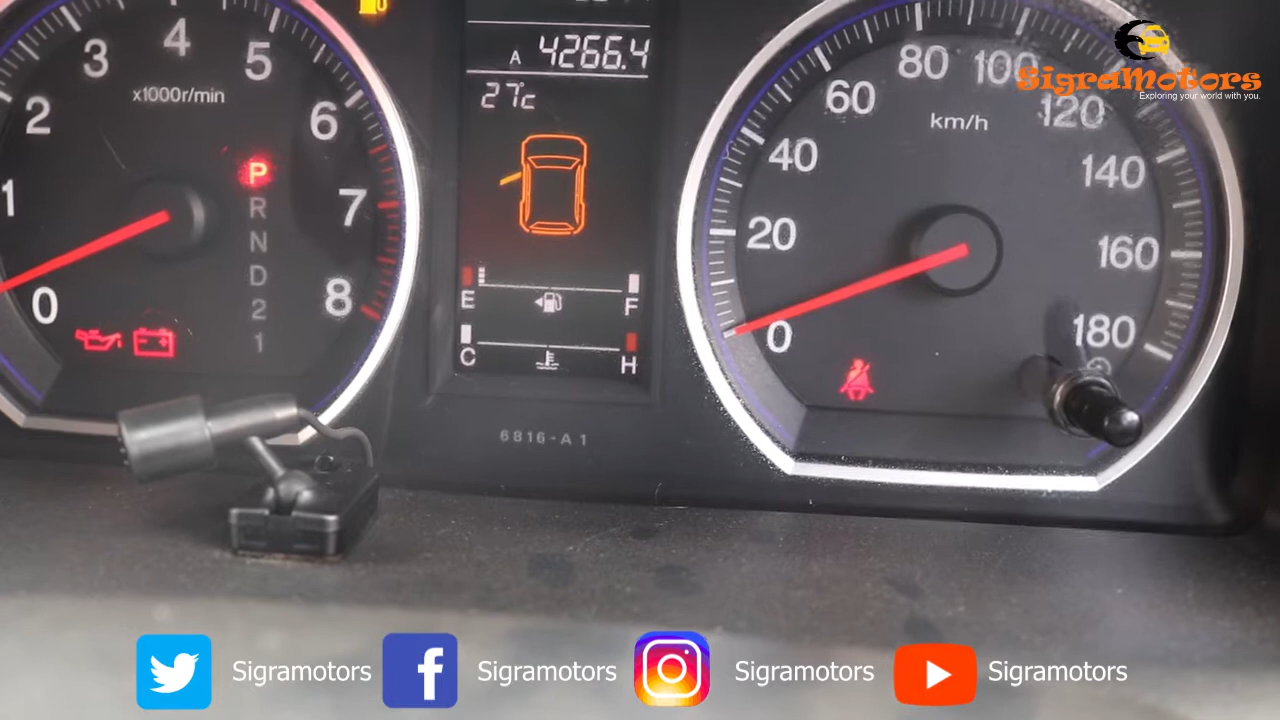 1
2
3
4
5
6
7
8
0
x1000r/min
P
R
N
D
2
1
A 4266.4
27°c
E
F
C
H
6816-A1
0
20
40
60
80
100
120
140
160
180
km/h
SigraMotors
Exploring your world with you.
Sigramotors
Sigramotors
Sigramotors
Sigramotors